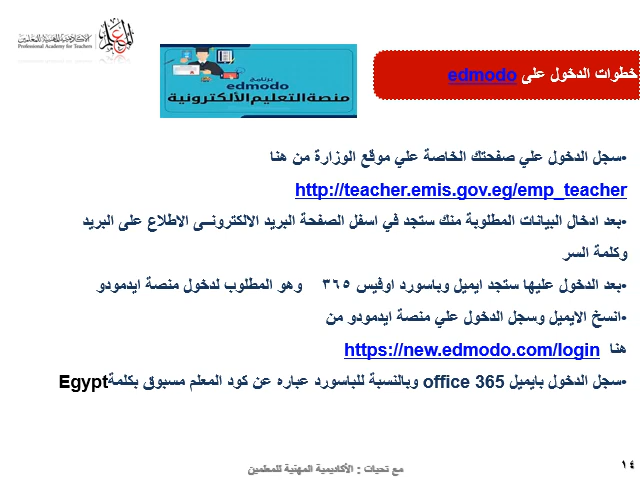 الأكاديمية المهنية للمعلمين
Professional Academy for Teachers
برنامج
edmodo
منصة التعليم الألكترونية
خطوات الدخول على edmodo
•سجل الدخول علي صفحتك الخاصة علي موقع الوزارة من هنا
http://teacher.emis.gov.eg/emp_teacher
•بعد ادخال البيانات المطلوبة منك ستجد في اسفل الصفحة البريد الالكترونـى الاطلاع على البريد
وكلمة السر
•بعد الدخول عليها ستجد ايميل وباسورد اوفيس ٣٦٥ وهو المطلوب لدخول منصة ايدمودو
•انسخ الايميل وسجل الدخول علي منصة ايدمودو من
هنا https://new.edmodo.com/login
•سجل الدخول بايميل office 365 وبالنسبة للباسورد عباره عن كود المعلم مسبوق بكلمةEgypt
مع تحيات : الأكاديمية المهنية للمعلمين
١٤